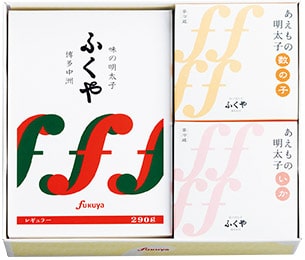 味の明太子
ふくや
博多中洲
レギュラー
fukuya
290g
あえもの
明太子
数の子
ふくや
あえもの
明太子
いか
ふくや
fukuya